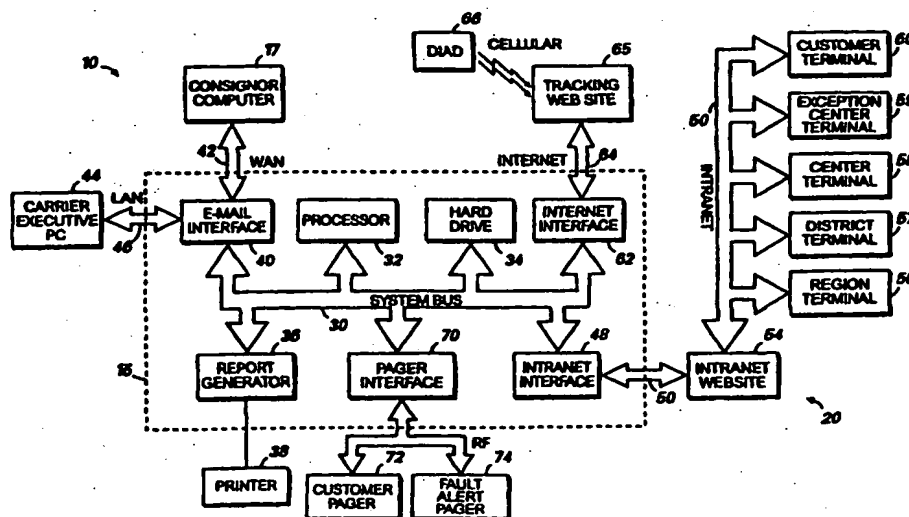 66
CELLULAR
DIAD
10
17
CONSIGNOR
COMPUTER
65
TRACKING
WEB SITE
60
CUSTOMER
TERMINAL
EXCEPTION
CENTER
TERMINAL
CENTER
TERMINAL
DISTRICT
TERMINAL
REGION
TERMINAL
50
INTRANET
42
WAN
INTERNET
64
44
CARRIER
EXECUTIVE
PC
LAN
46
E-MAIL
INTERFACE
40
PROCESSOR
32
HARD
DRIVE
34
INTERNET
INTERFACE
62
SYSTEM BUS
30
36
REPORT
GENERATOR
70
PAGER
INTERFACE
48
INTRANET
INTERFACE
50
54
INTRANET
WEBSITE
20
15
38
PRINTER
RF
72
CUSTOMER
PAGER
74
FAULT
ALERT
PAGER